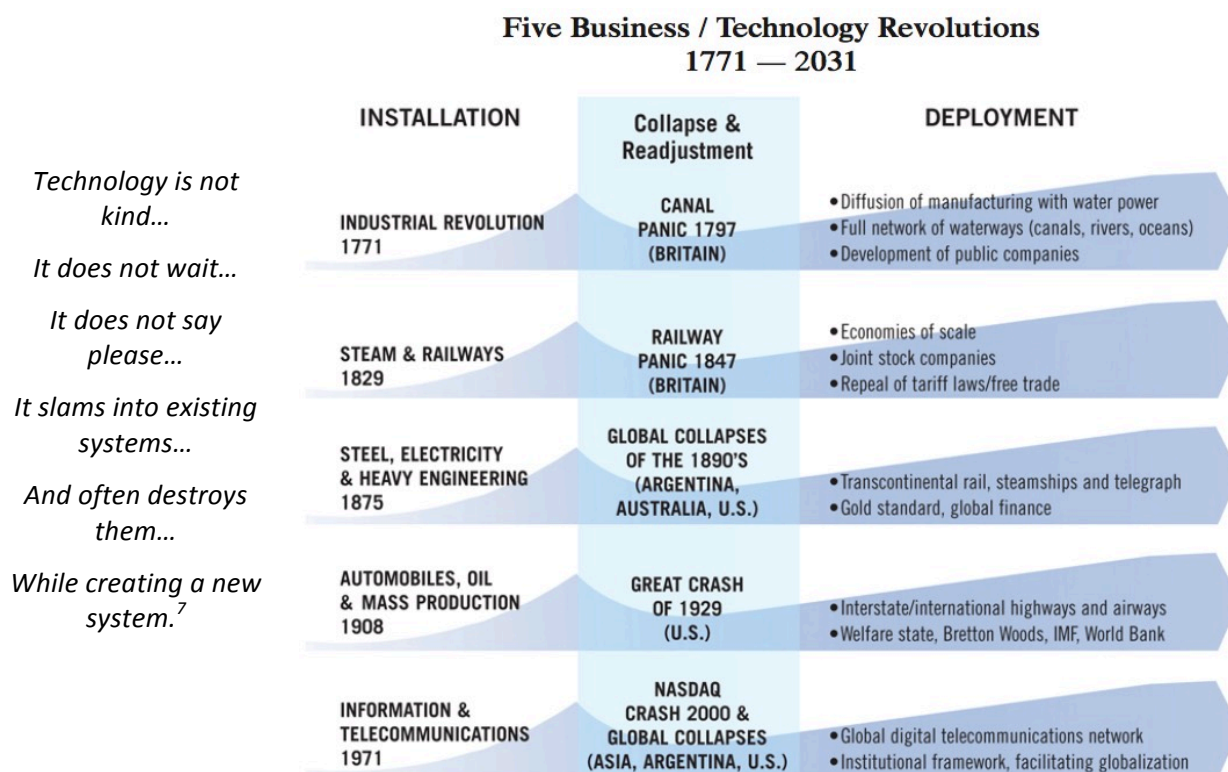 Five Business / Technology Revolutions
1771 — 2031
Technology is not
kind...
It does not wait...
It does not say
please...
It slams into existing
systems...
And often destroys
them...
While creating a new
system.7
INSTALLATION
Collapse &
Readjustment
DEPLOYMENT
INDUSTRIAL REVOLUTION
1771
CANAL
PANIC 1797
(BRITAIN)
• Diffusion of manufacturing with water power
• Full network of waterways (canals, rivers, oceans)
• Development of public companies
STEAM & RAILWAYS
1829
RAILWAY
PANIC 1847
(BRITAIN)
• Economies of scale
• Joint stock companies
• Repeal of tariff laws/free trade
STEEL, ELECTRICITY
& HEAVY ENGINEERING
1875
GLOBAL COLLAPSES
OF THE 1890'S
(ARGENTINA,
AUSTRALIA, U.S.)
• Transcontinental rail, steamships and telegraph
• Gold standard, global finance
AUTOMOBILES, OIL
& MASS PRODUCTION
1908
GREAT CRASH
OF 1929
(U.S.)
• Interstate/international highways and airways
• Welfare state, Bretton Woods, IMF, World Bank
INFORMATION &
TELECOMMUNICATIONS
1971
NASDAQ
CRASH 2000 &
GLOBAL COLLAPSES
(ASIA, ARGENTINA, U.S.)
• Global digital telecommunications network
• Institutional framework, facilitating globalization